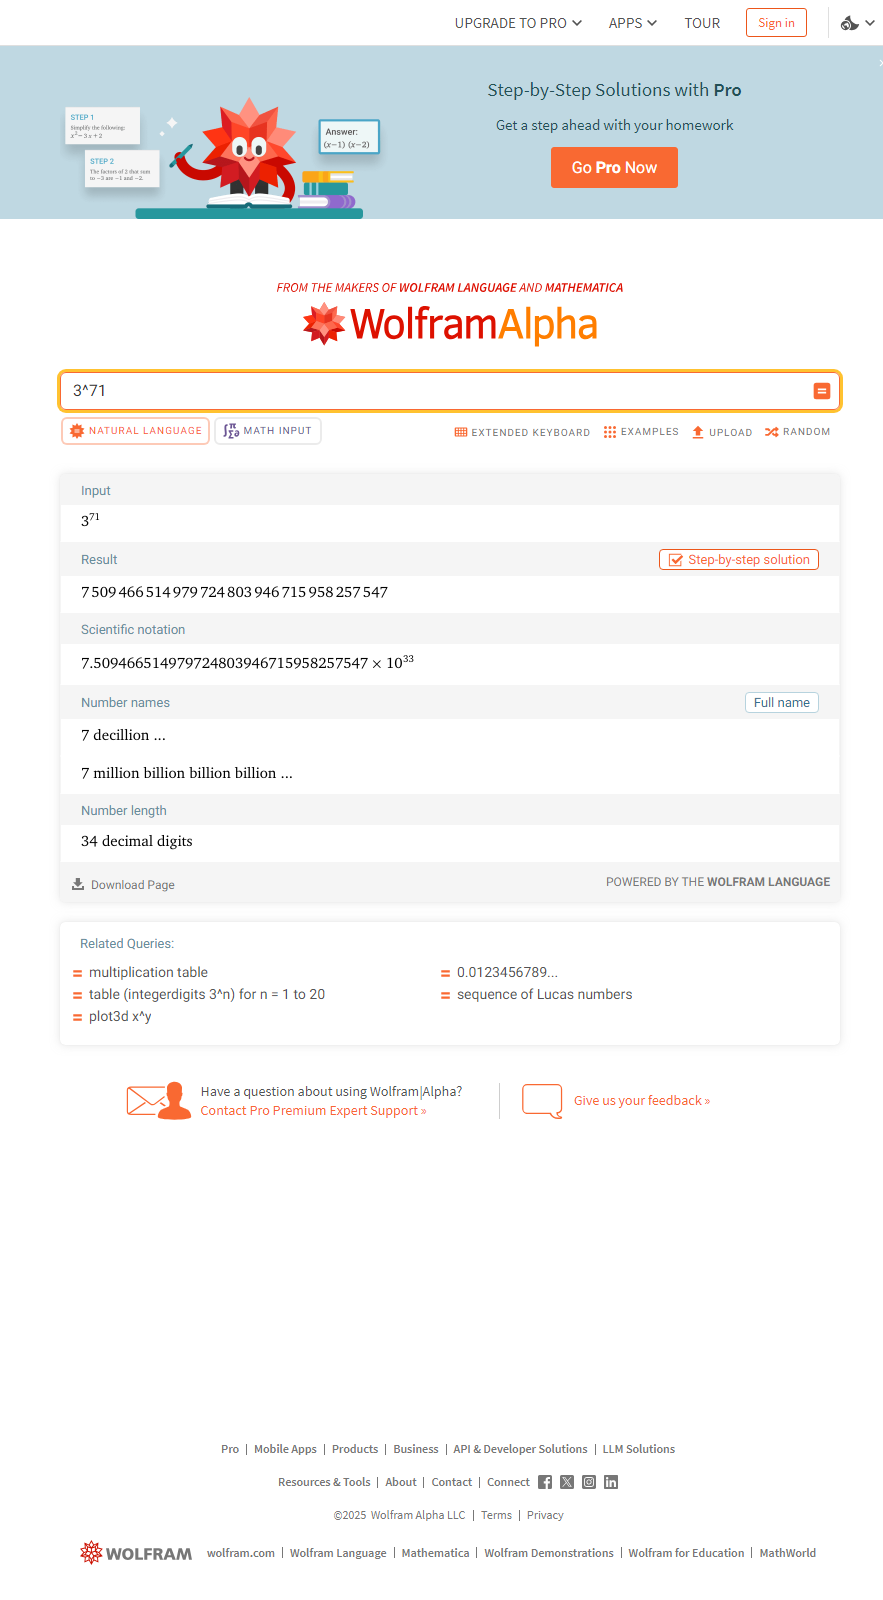 UPGRADE TO PRO APPS TOUR Sign in
Step-by-Step Solutions with Pro
Get a step ahead with your homework
Go Pro Now
STEP 1
Simplify the following:
x² − 3 x + 2
STEP 2
The factors of 2 that sum
to −3 are −1 and −2.
Answer:
(x−1) (x−2)
FROM THE MAKERS OF WOLFRAM LANGUAGE AND MATHEMATICA
WolframAlpha
3^71
NATURAL LANGUAGE MATH INPUT EXTENDED KEYBOARD EXAMPLES UPLOAD RANDOM
Input
3⁷¹
Result Step-by-step solution
7 509 466 514 979 724 803 946 715 958 257 547
Scientific notation
7.509466514979724803946715958257547 × 10³³
Number names Full name
7 decillion ...
7 million billion billion billion ...
Number length
34 decimal digits
Download Page POWERED BY THE WOLFRAM LANGUAGE
Related Queries:
multiplication table 0.0123456789...
table (integerdigits 3^n) for n = 1 to 20 sequence of Lucas numbers
plot3d x^y
Have a question about using Wolfram|Alpha?
Contact Pro Premium Expert Support »
Give us your feedback »
Pro | Mobile Apps | Products | Business | API & Developer Solutions | LLM Solutions
Resources & Tools | About | Contact | Connect
©2025 Wolfram Alpha LLC | Terms | Privacy
WOLFRAM wolfram.com | Wolfram Language | Mathematica | Wolfram Demonstrations | Wolfram for Education | MathWorld